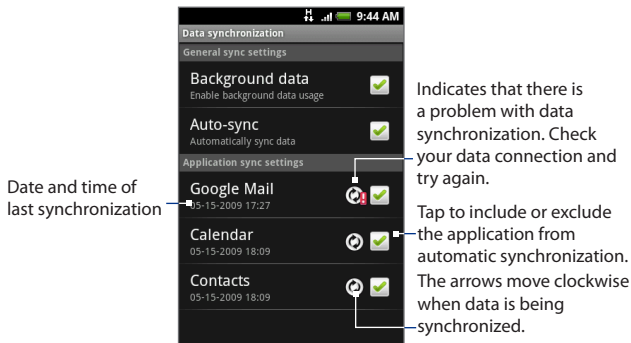 H 9:44 AM
Data synchronization
General sync settings
Background data
Enable background data usage
Auto-sync
Automatically sync data
Application sync settings
Google Mail
05-15-2009 17:27
Calendar
05-15-2009 18:09
Contacts
05-15-2009 18:09
Date and time of
last synchronization
Indicates that there is
a problem with data
synchronization. Check
your data connection and
try again.
Tap to include or exclude
the application from
automatic synchronization.
The arrows move clockwise
when data is being
synchronized.